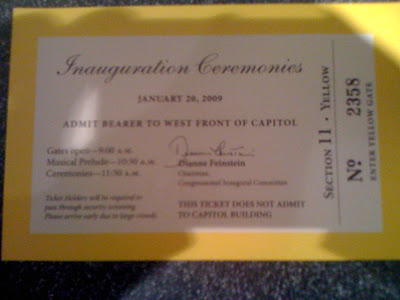 Inauguration Ceremonies
JANUARY 20, 2009
ADMIT BEARER TO WEST FRONT OF CAPITOL
Gates open—9:00 A.M.
Musical Prelude—10:30 A.M.
Ceremonies—11:30 A.M.
Dianne Feinstein
Dianne Feinstein
Chairman,
Congressional Inaugural Committee
Ticket Holders will be required to
pass through security screening.
Please arrive early due to large crowds.
THIS TICKET DOES NOT ADMIT
TO CAPITOL BUILDING
SECTION 11 · YELLOW
No 2358
ENTER YELLOW GATE